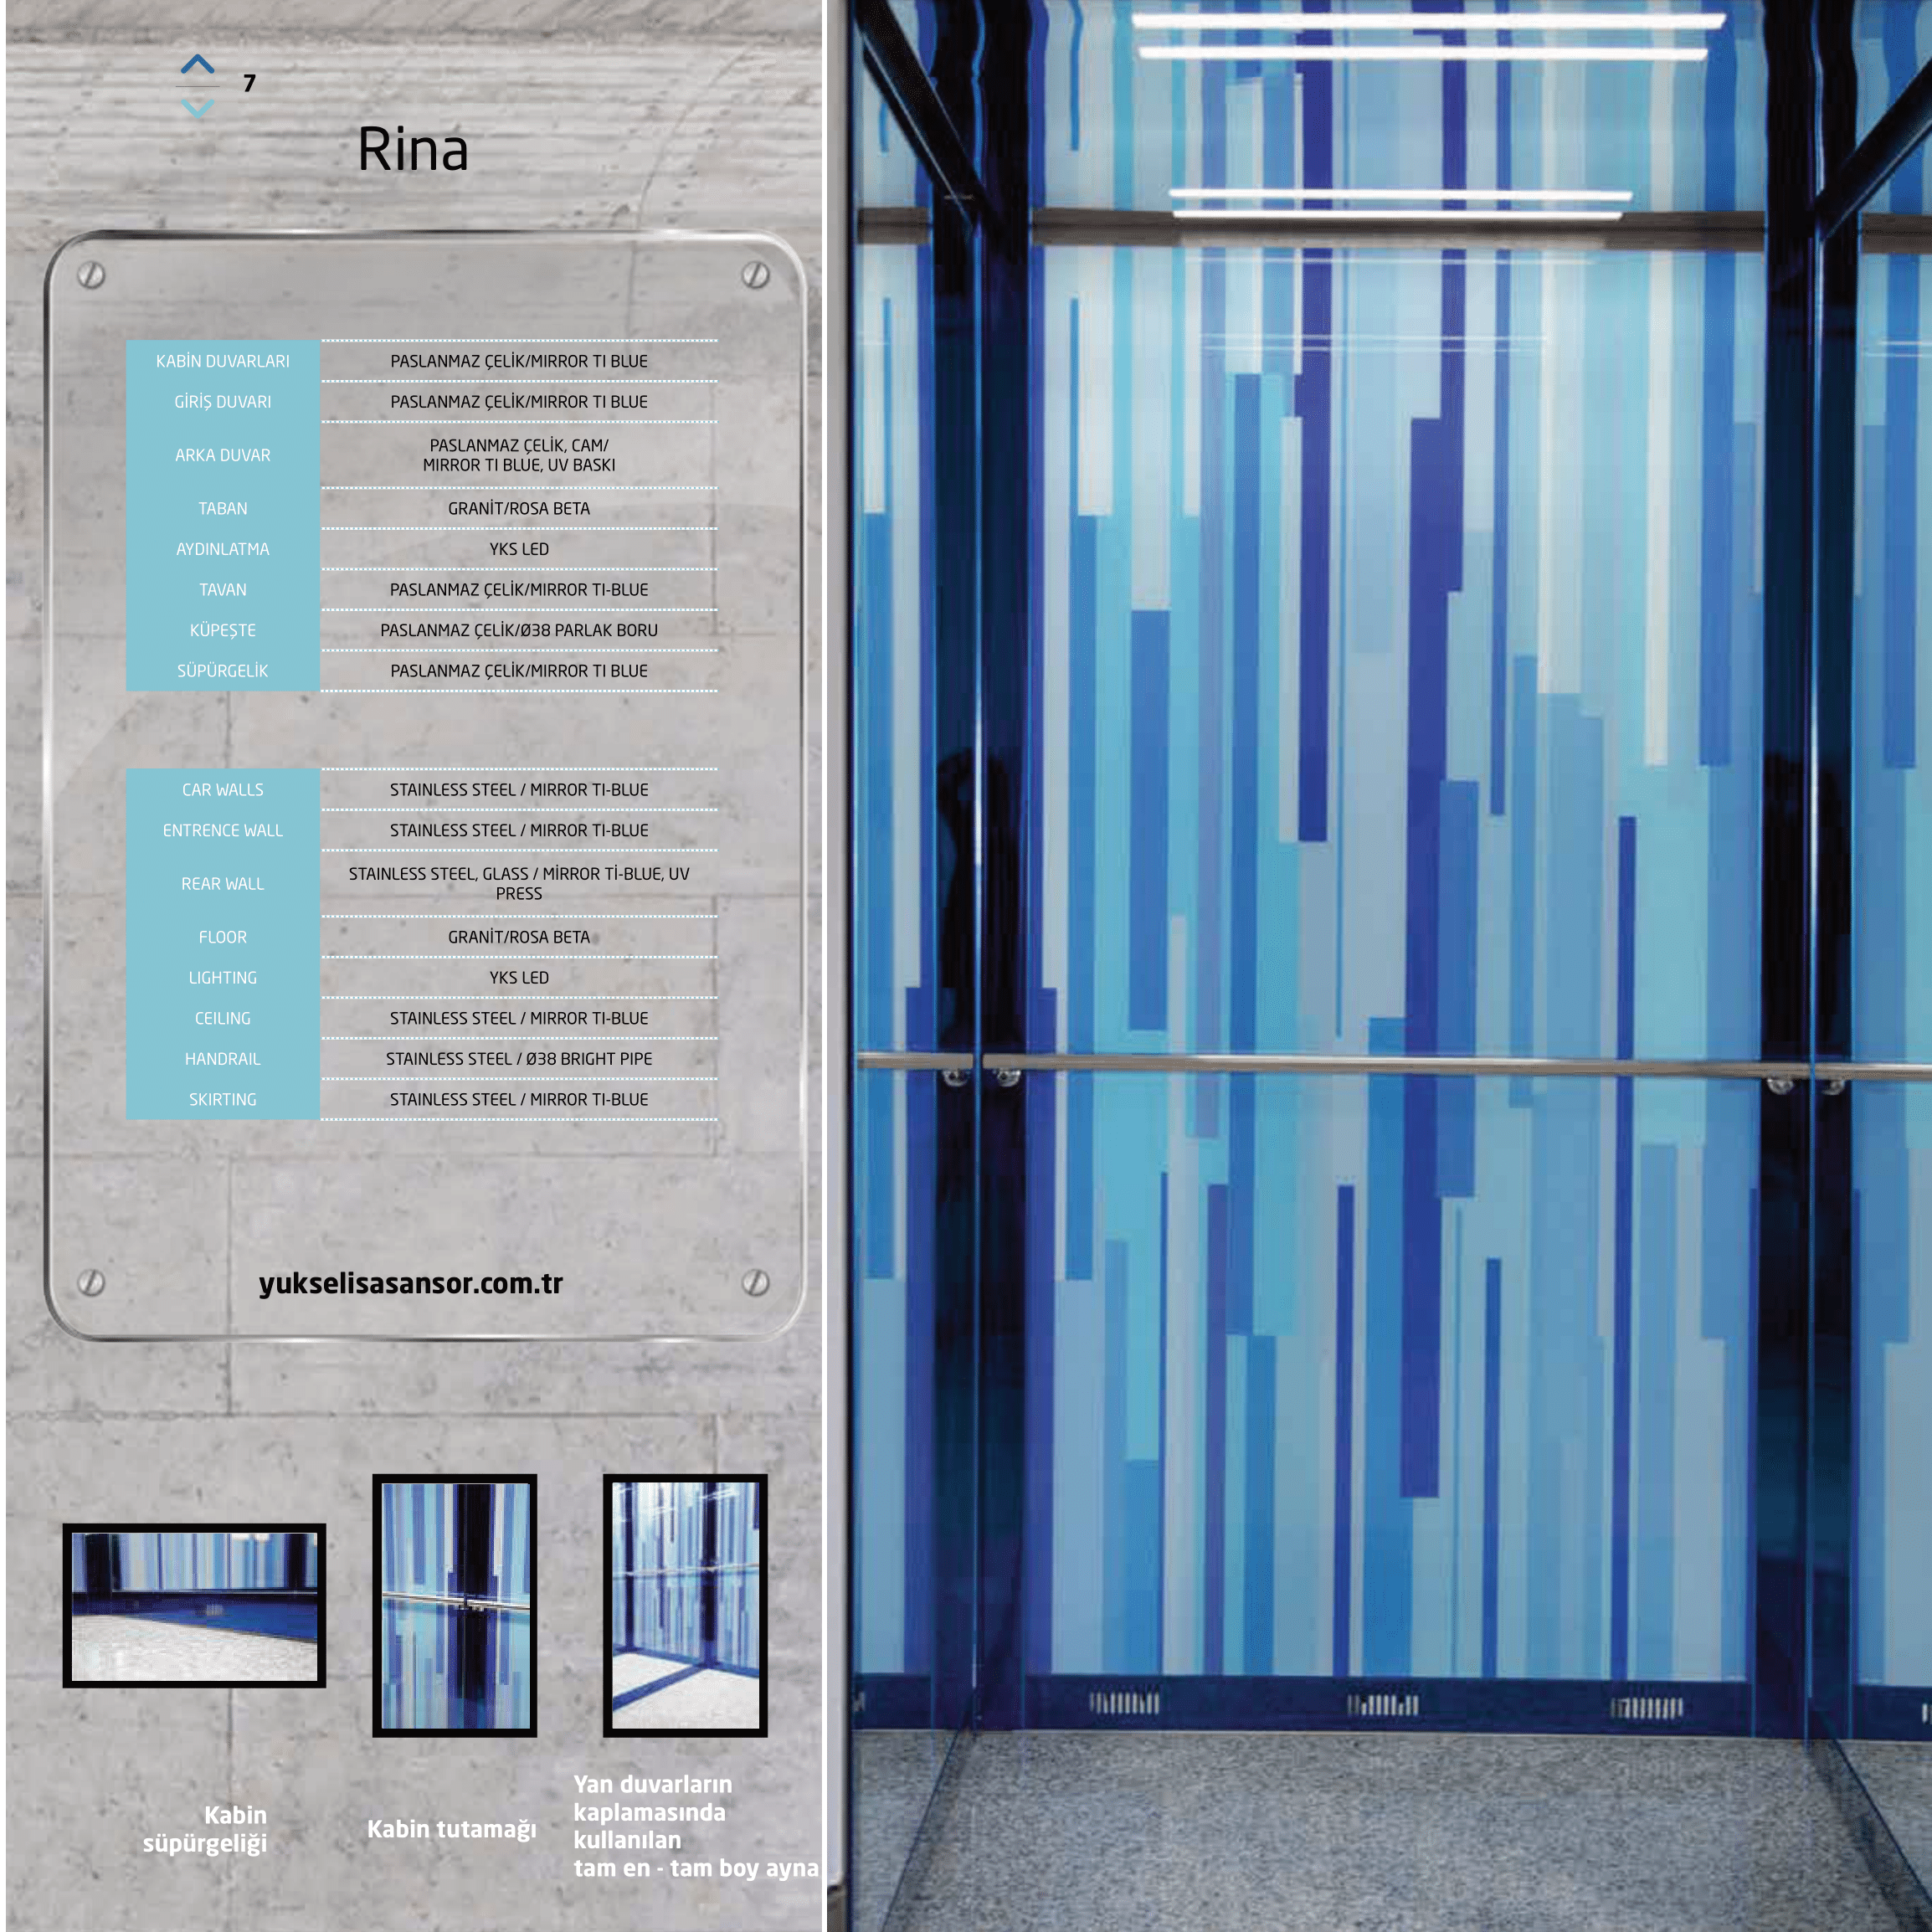 7
Rina
KABİN DUVARLARI PASLANMAZ ÇELİK/MIRROR TI BLUE
GİRİŞ DUVARI PASLANMAZ ÇELİK/MIRROR TI BLUE
ARKA DUVAR PASLANMAZ ÇELİK, CAM/
MIRROR TI BLUE, UV BASKI
TABAN GRANİT/ROSA BETA
AYDINLATMA YKS LED
TAVAN PASLANMAZ ÇELİK/MIRROR TI-BLUE
KÜPEŞTE PASLANMAZ ÇELİK/Ø38 PARLAK BORU
SÜPÜRGELİK PASLANMAZ ÇELİK/MIRROR TI BLUE
CAR WALLS STAINLESS STEEL / MIRROR TI-BLUE
ENTRENCE WALL STAINLESS STEEL / MIRROR TI-BLUE
REAR WALL STAINLESS STEEL, GLASS / MİRROR Tİ-BLUE, UV
PRESS
FLOOR GRANİT/ROSA BETA
LIGHTING YKS LED
CEILING STAINLESS STEEL / MIRROR TI-BLUE
HANDRAIL STAINLESS STEEL / Ø38 BRIGHT PIPE
SKIRTING STAINLESS STEEL / MIRROR TI-BLUE
yukselisasansor.com.tr
Kabin
süpürgeliği
Kabin tutamağı
Yan duvarların
kaplamasında
kullanılan
tam en - tam boy ayna